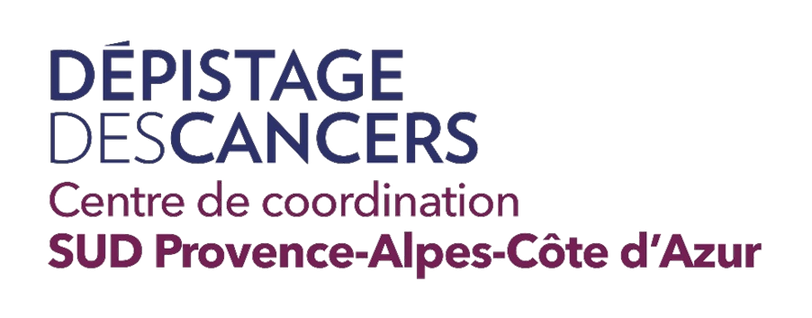 DÉPISTAGE
DESCANCERS
Centre de coordination
SUD Provence-Alpes-Côte d'Azur